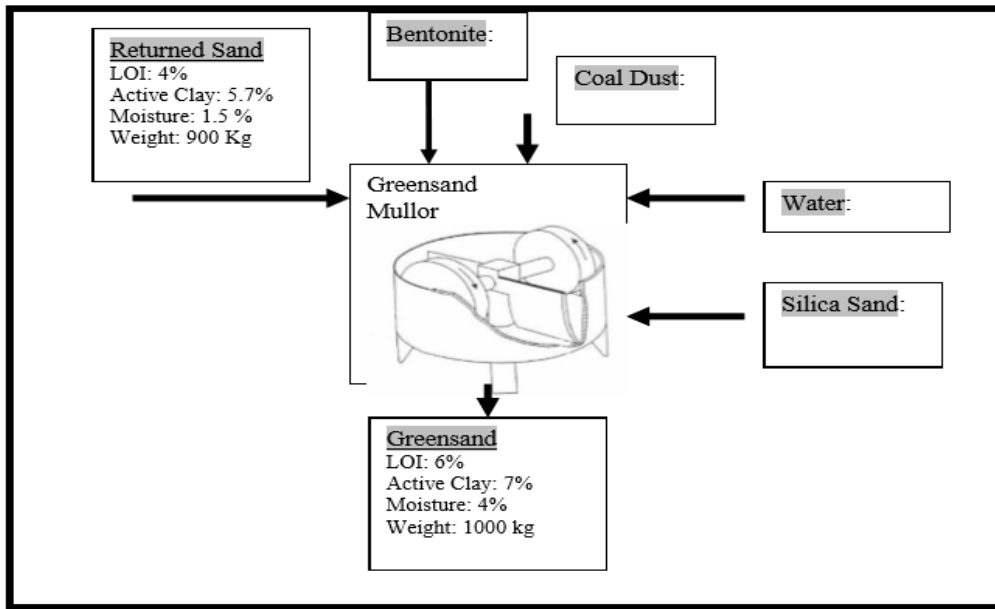 Returned Sand
LOI: 4%
Active Clay: 5.7%
Moisture: 1.5 %
Weight: 900 Kg
Bentonite:
Coal Dust:
Greensand
Mullor
Water:
Silica Sand:
Greensand
LOI: 6%
Active Clay: 7%
Moisture: 4%
Weight: 1000 kg